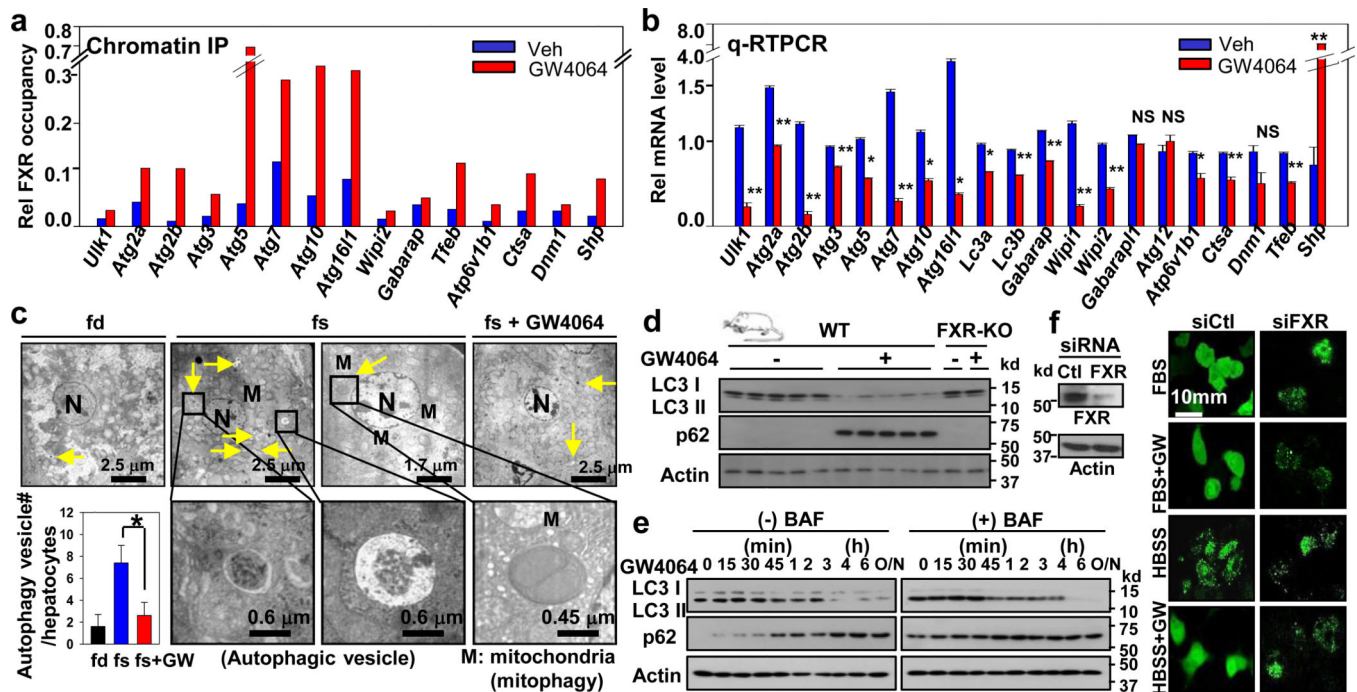 a
Chromatin IP
Veh
GW4064
Rel FXR occupancy
0.7
0.3
0.2
0.1
0.0
Ulk1 Atg2a Atg2b Atg3 Atg5 Atg7 Atg10 Atg16l1 Wipi2 Gabarap Tfeb Atp6v1b1 Ctsa Dnm1 Shp
b
q-RTPCR
Veh
GW4064
Rel mRNA level
8.0
4.0
1.5
1.0
0.0
** ** ** * * ** * * * ** ** ** ** NS NS * ** NS ** **
Ulk1 Atg2a Atg2b Atg3 Atg5 Atg7 Atg10 Atg16l1 Lc3a Lc3b Gabarap Wipi1 Wipi2 Gabarapl1 Atg12 Atp6v1b1 Ctsa Dnm1 Tfeb Shp
c
fd fs fs + GW4064
N M N M N M M N
2.5 μm 2.5 μm 1.7 μm 2.5 μm
Autophagy vesicle#
/hepatocytes
12
10
8
6
4
2
0
*
fd fs fs+GW
M
0.6 μm 0.6 μm 0.45 μm
(Autophagic vesicle)
M: mitochondria
(mitophagy)
d
WT FXR-KO
GW4064 - + - + kd
LC3 I 15
LC3 II 10
p62 75
50
Actin 50
37
e
(-) BAF (+) BAF
(min) (h) (min) (h)
GW4064 0 15 30 45 1 2 3 4 6 O/N 0 15 30 45 1 2 3 4 6 O/N
kd
LC3 I 15
LC3 II 10
p62 75
50
Actin 50
37
f
siRNA
kd Ctl FXR
50
FXR
50
37
Actin
siCtl siFXR
FBS
10mm
FBS+GW
HBSS
HBSS+GW